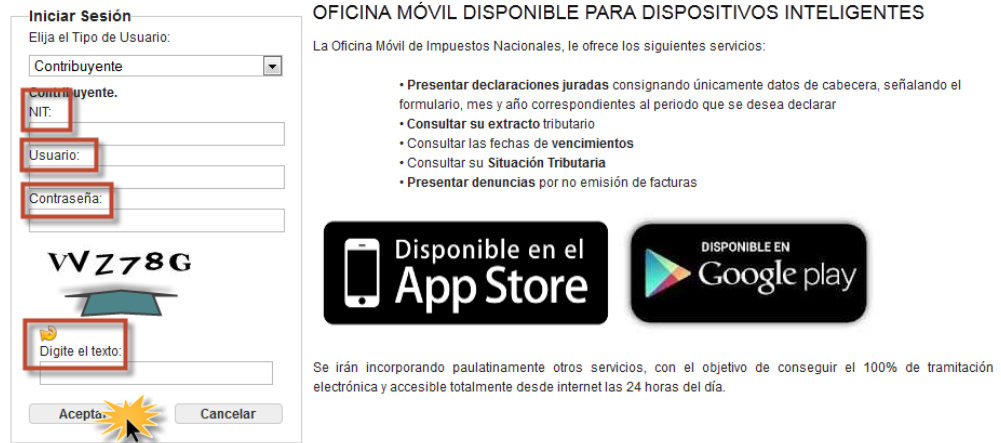 Iniciar Sesión
Elija el Tipo de Usuario:
Contribuyente
Contribuyente.
NIT:
Usuario:
Contraseña:
VVZ78G
Digite el texto:
Aceptar
Cancelar
OFICINA MÓVIL DISPONIBLE PARA DISPOSITIVOS INTELIGENTES
La Oficina Móvil de Impuestos Nacionales, le ofrece los siguientes servicios:
• Presentar declaraciones juradas consignando únicamente datos de cabecera, señalando el
formulario, mes y año correspondientes al periodo que se desea declarar
• Consultar su extracto tributario
• Consultar las fechas de vencimientos
• Consultar su Situación Tributaria
• Presentar denuncias por no emisión de facturas
Disponible en el
App Store
DISPONIBLE EN
Google play
Se irán incorporando paulatinamente otros servicios, con el objetivo de conseguir el 100% de tramitación
electrónica y accesible totalmente desde internet las 24 horas del día.